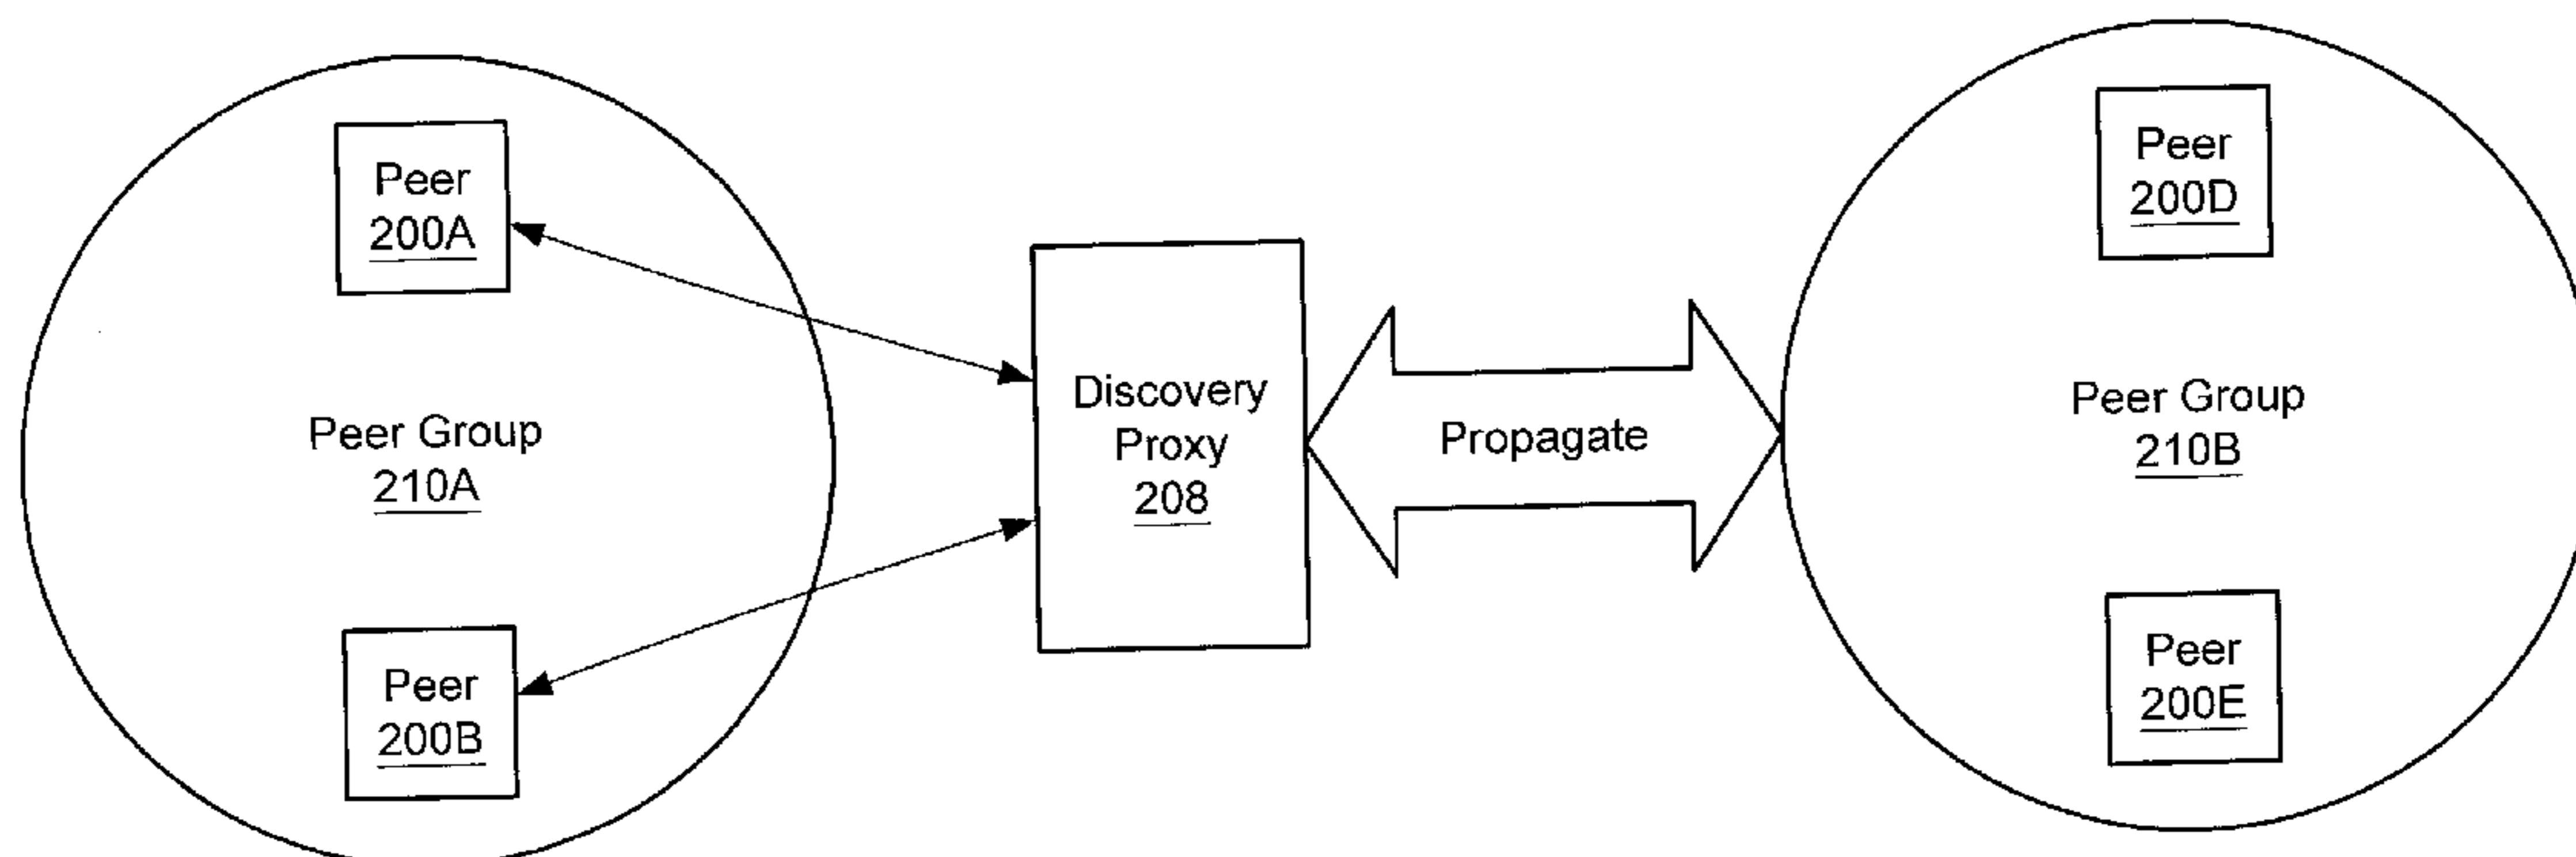 Peer
200A
Peer Group
210A
Peer
200B
Discovery
Proxy
208
Propagate
Peer
200D
Peer Group
210B
Peer
200E